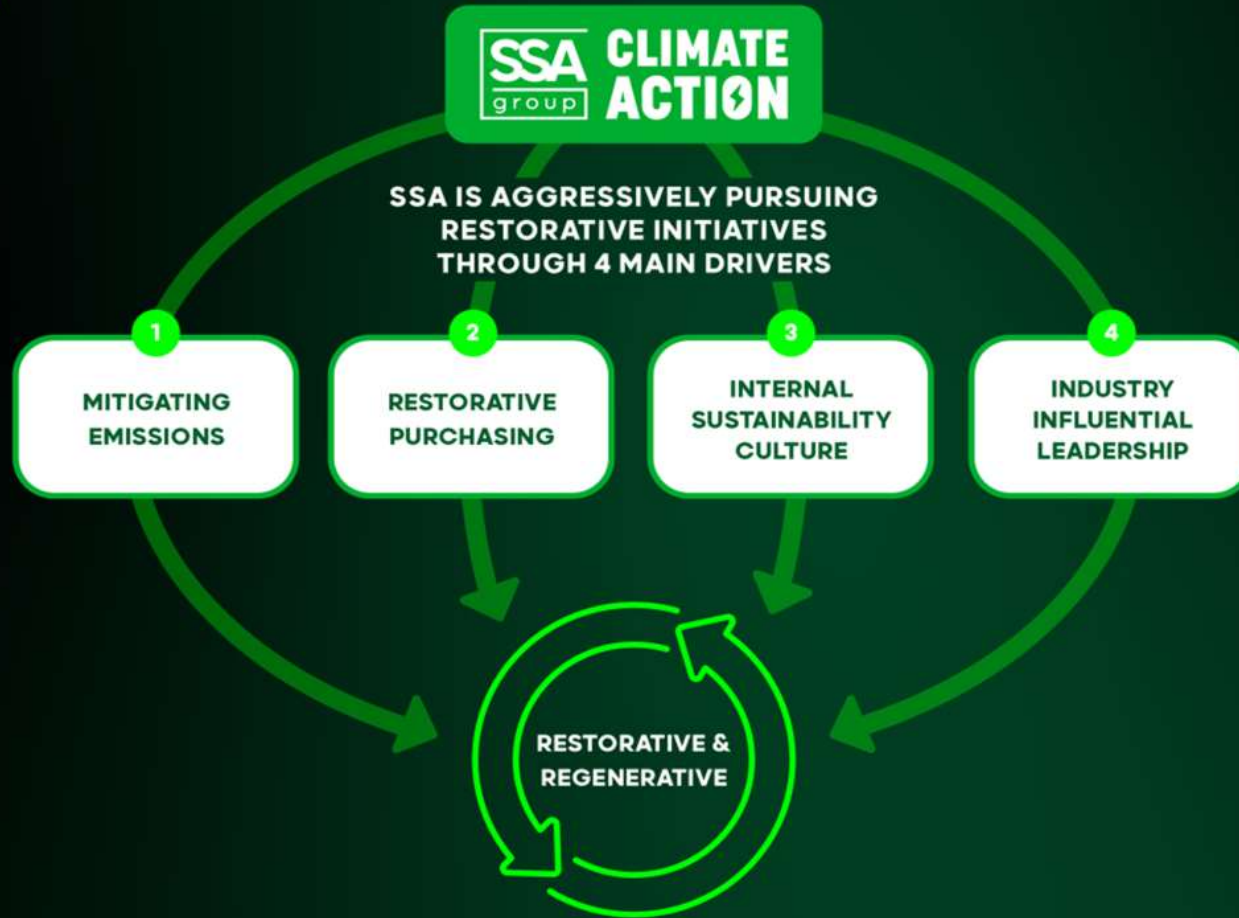 SSA
group
CLIMATE
ACTION
SSA IS AGGRESSIVELY PURSUING
RESTORATIVE INITIATIVES
THROUGH 4 MAIN DRIVERS
1
MITIGATING
EMISSIONS
2
RESTORATIVE
PURCHASING
3
INTERNAL
SUSTAINABILITY
CULTURE
4
INDUSTRY
INFLUENTIAL
LEADERSHIP
RESTORATIVE &
REGENERATIVE